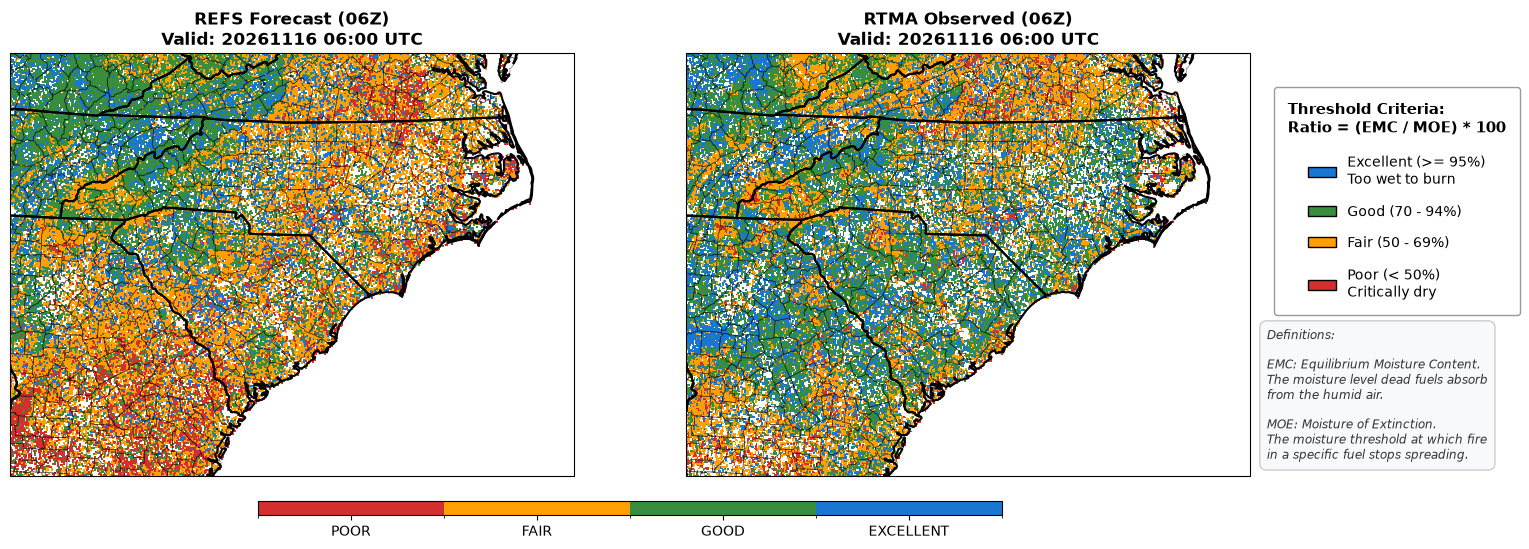 REFS Forecast (06Z)
Valid: 20261116 06:00 UTC
RTMA Observed (06Z)
Valid: 20261116 06:00 UTC
Threshold Criteria:
Ratio = (EMC / MOE) * 100
Excellent (>= 95%)
Too wet to burn
Good (70 - 94%)
Fair (50 - 69%)
Poor (< 50%)
Critically dry
Definitions:
EMC: Equilibrium Moisture Content.
The moisture level dead fuels absorb
from the humid air.
MOE: Moisture of Extinction.
The moisture threshold at which fire
in a specific fuel stops spreading.
POOR
FAIR
GOOD
EXCELLENT